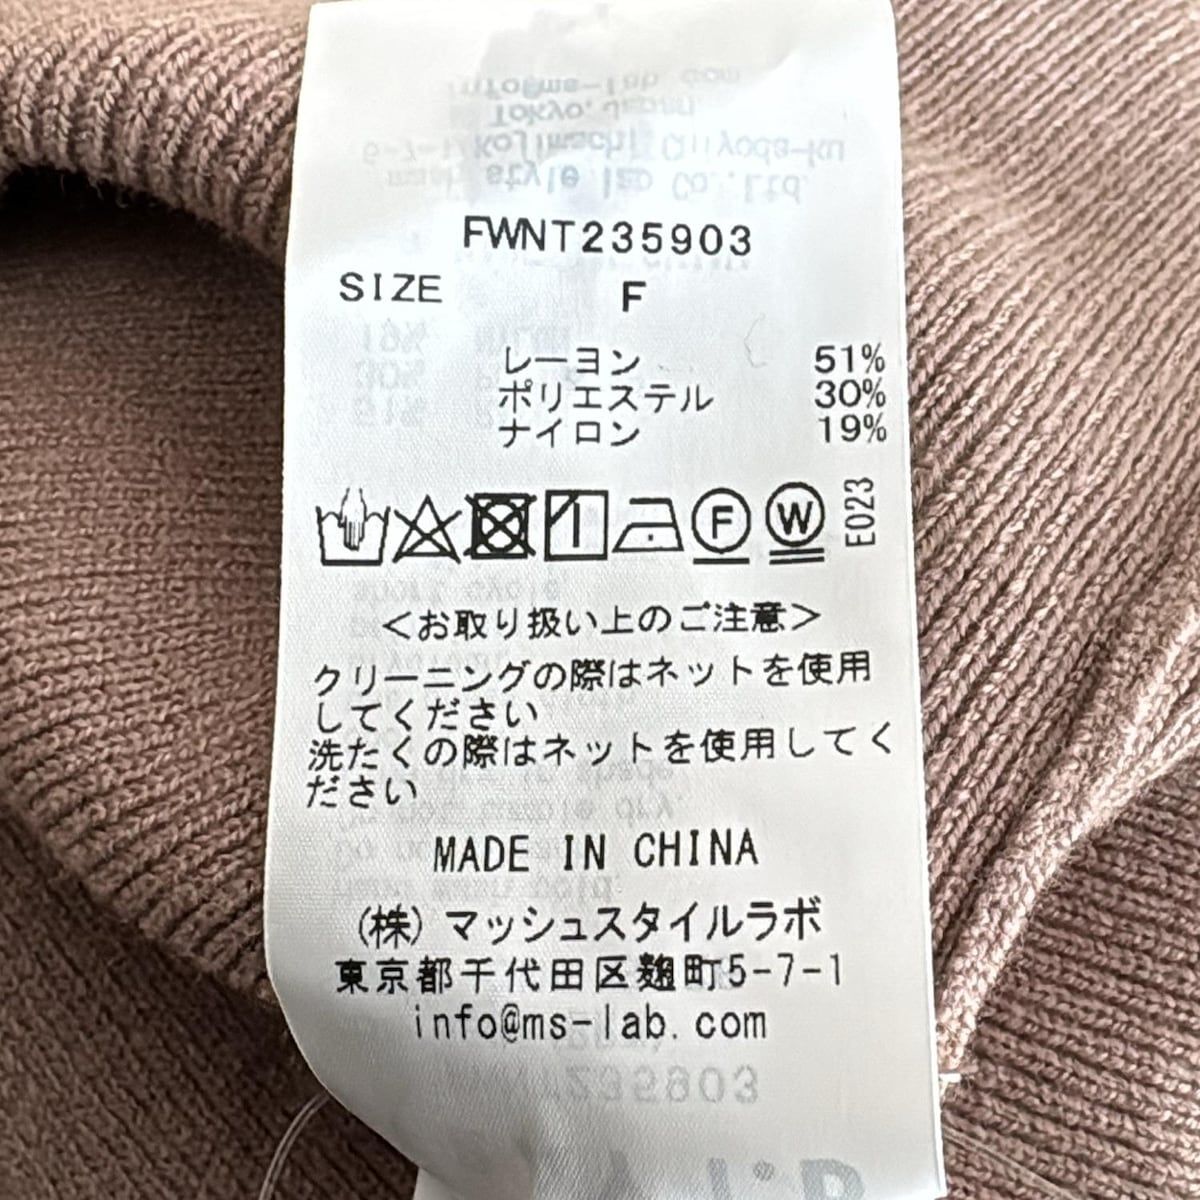 FWNT235903
SIZE F
レーヨン 51%
ポリエステル 30%
ナイロン 19%
F W E023
<お取り扱い上のご注意>
クリーニングの際はネットを使用
してください
洗たくの際はネットを使用してく
ださい
MADE IN CHINA
(株)マッシュスタイルラボ
東京都千代田区麹町5-7-1
info@ms-lab.com